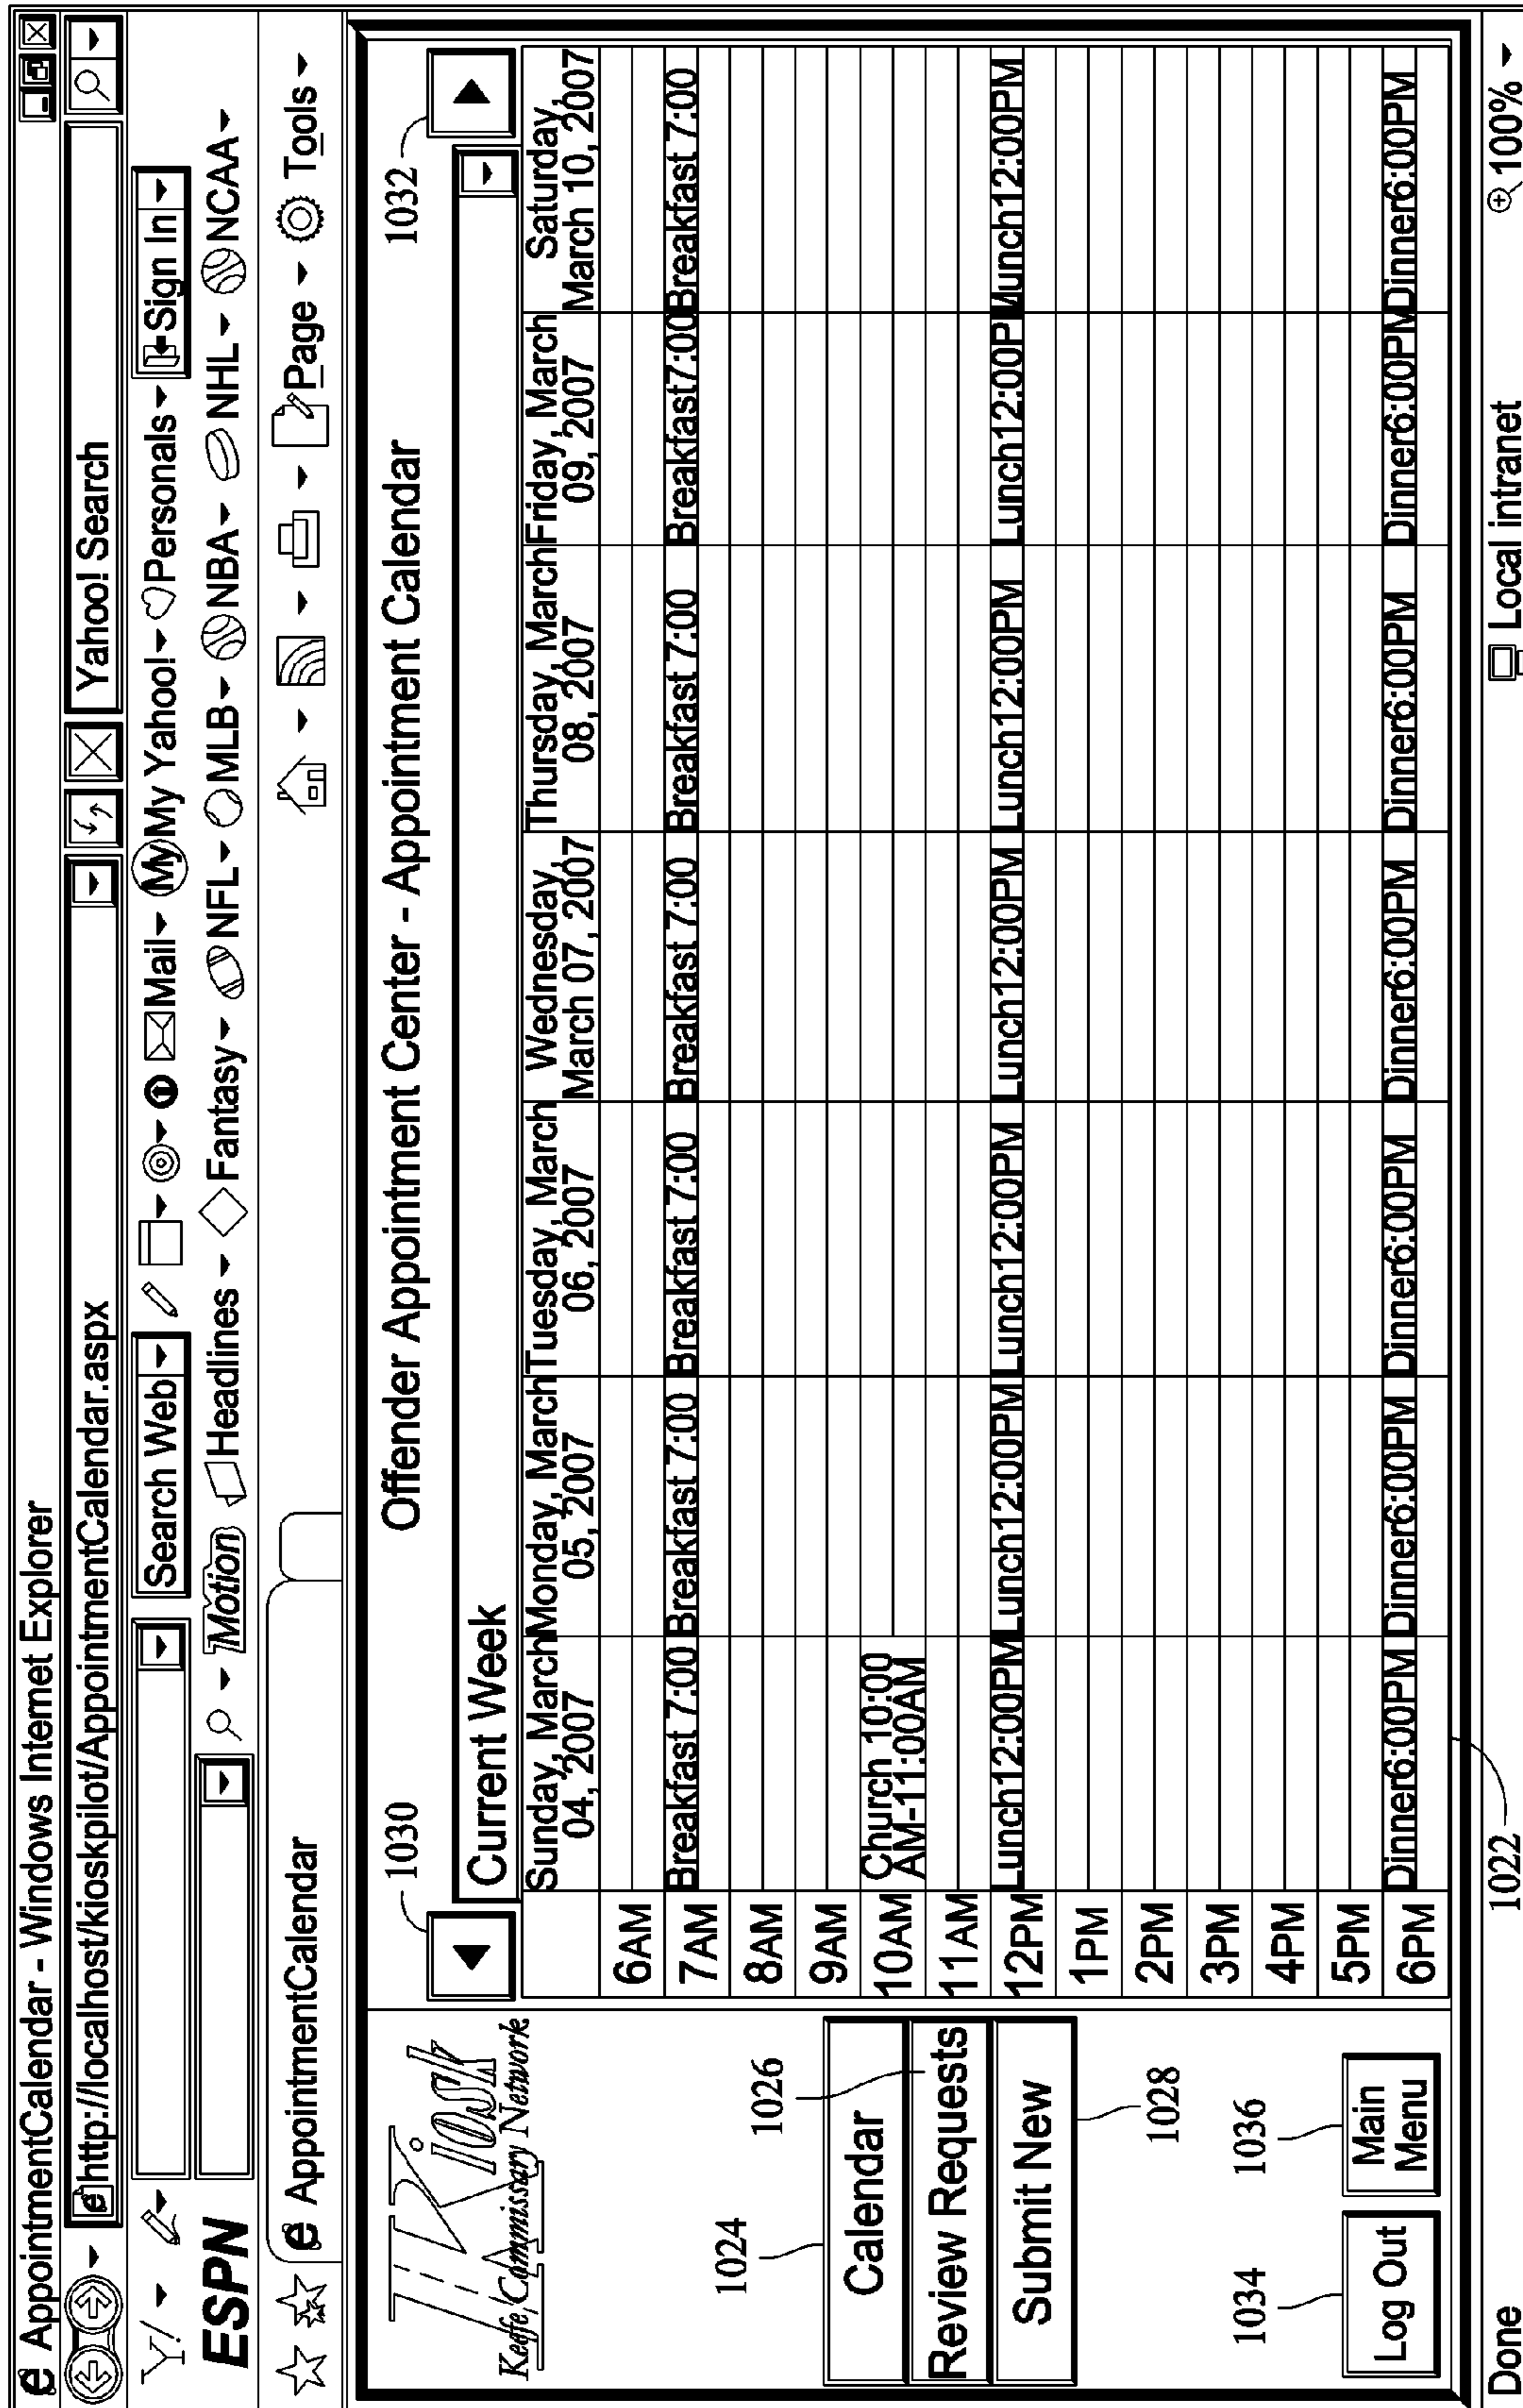 AppointmentCalendar - Windows Internet Explorer
http://localhost/kioskpilot/AppointmentCalendar.aspx Yahoo! Search
Y! Search Web Mail My My Yahoo! Personals Sign In
ESPN Motion Headlines Fantasy NFL MLB NBA NHL NCAA
AppointmentCalendar Page Tools
Kiosk
Keefe Commissary Network
Offender Appointment Center - Appointment Calendar
1030 1032
Current Week
Sunday, March 04, 2007 Monday, March 05, 2007 Tuesday, March 06, 2007 Wednesday, March 07, 2007 Thursday, March 08, 2007 Friday, March 09, 2007 Saturday, March 10, 2007
6AM
7AM Breakfast 7:00 Breakfast 7:00 Breakfast 7:00 Breakfast 7:00 Breakfast 7:00 Breakfast7:00 Breakfast 7:00
8AM
9AM
10AM Church 10:00 AM-11:00AM
11AM
12PM Lunch12:00PM Lunch12:00PM Lunch12:00PM Lunch12:00PM Lunch12:00PM Lunch12:00PM unch12:00PM
1PM
2PM
3PM
4PM
5PM
6PM Dinner6:00PM Dinner6:00PM Dinner6:00PM Dinner6:00PM Dinner6:00PM Dinner6:00PM Dinner6:00PM
1024
Calendar
1026
Review Requests
Submit New
1028
1034 1036
Log Out Main Menu
1022
Done Local intranet 100%